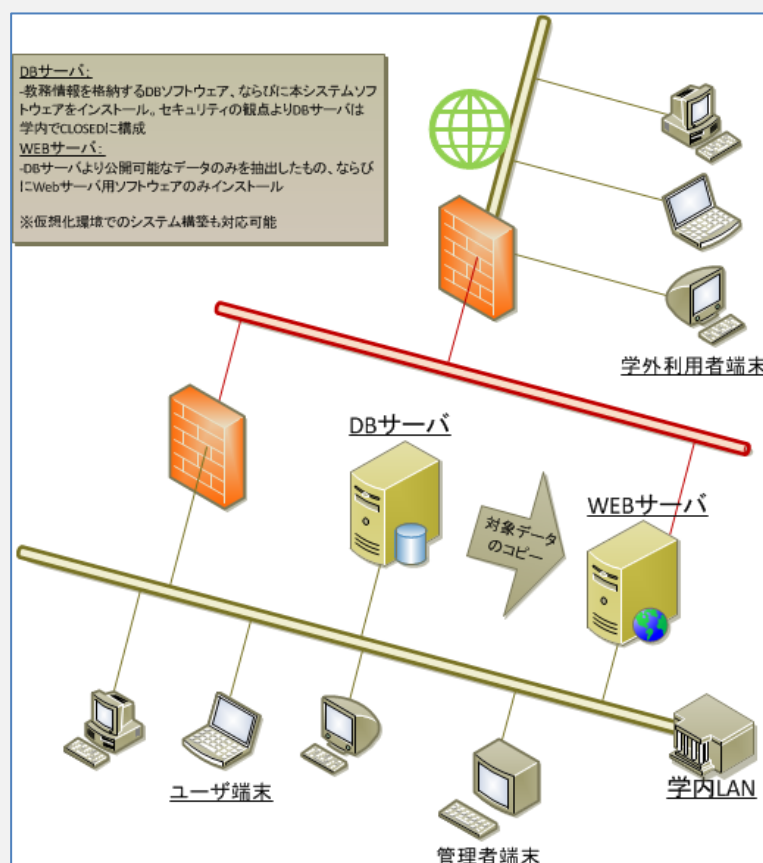 DBサーバ:
-教務情報を格納するDBソフトウェア、ならびに本システムソフ
トウェアをインストール。セキュリティの観点よりDBサーバは
学内でCLOSEDに構成
WEBサーバ:
-DBサーバより公開可能なデータのみを抽出したもの、ならび
にWebサーバ用ソフトウェアのみインストール
※仮想化環境でのシステム構築も対応可能
学外利用者端末
DBサーバ
WEBサーバ
対象データ
のコピー
ユーザ端末
学内LAN
管理者端末